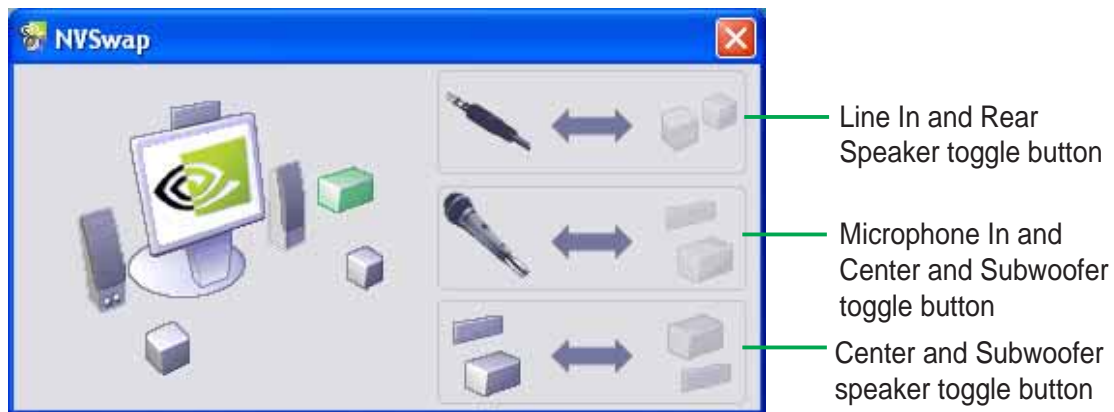 NVSwap
Line In and Rear
Speaker toggle button
Microphone In and
Center and Subwoofer
toggle button
Center and Subwoofer
speaker toggle button